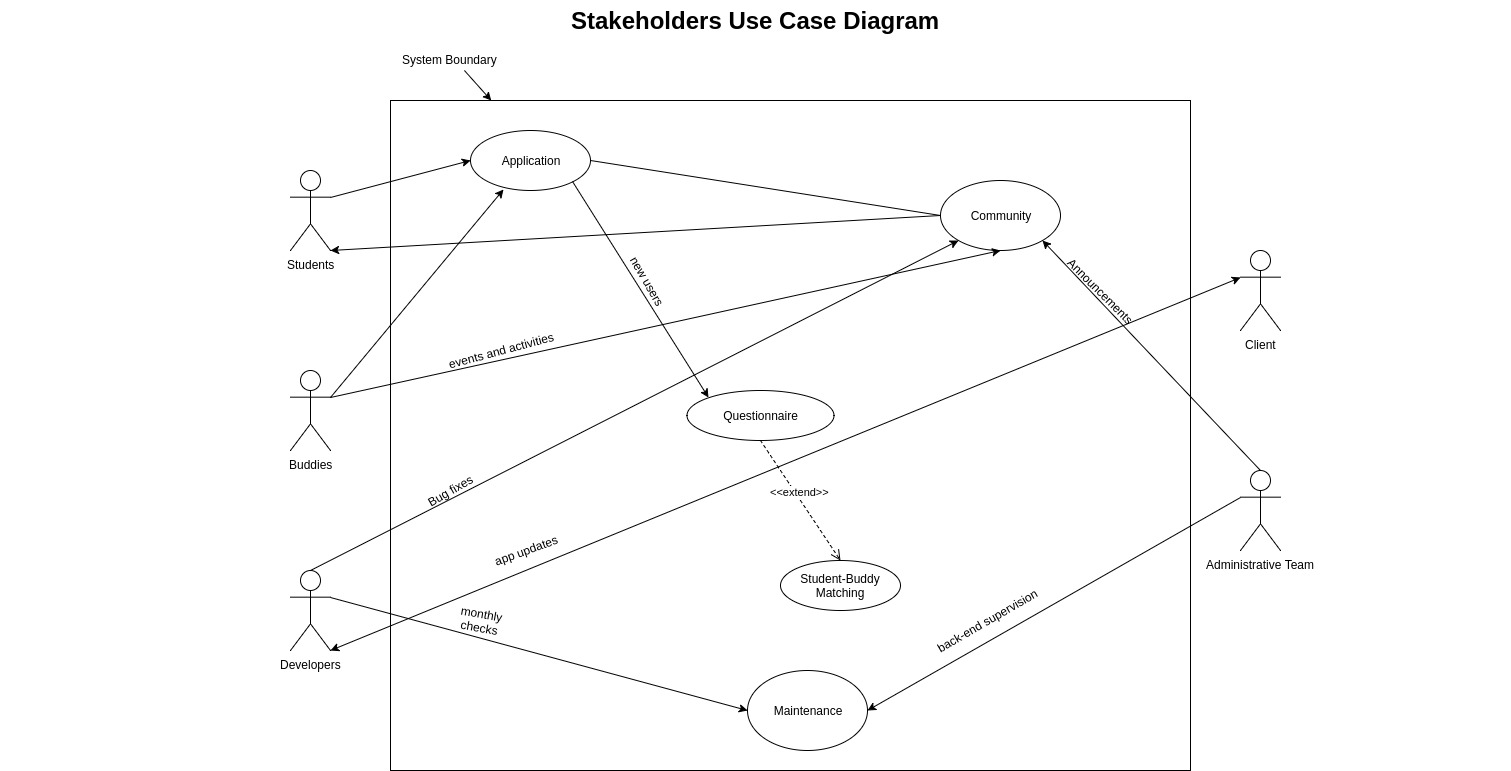 Stakeholders Use Case Diagram
System Boundary
Application
Community
Students
new users
Announcements
Client
events and activities
Questionnaire
Buddies
Bug fixes
<<extend>>
app updates
Administrative Team
Student-Buddy
Matching
monthly
checks
back-end supervision
Developers
Maintenance